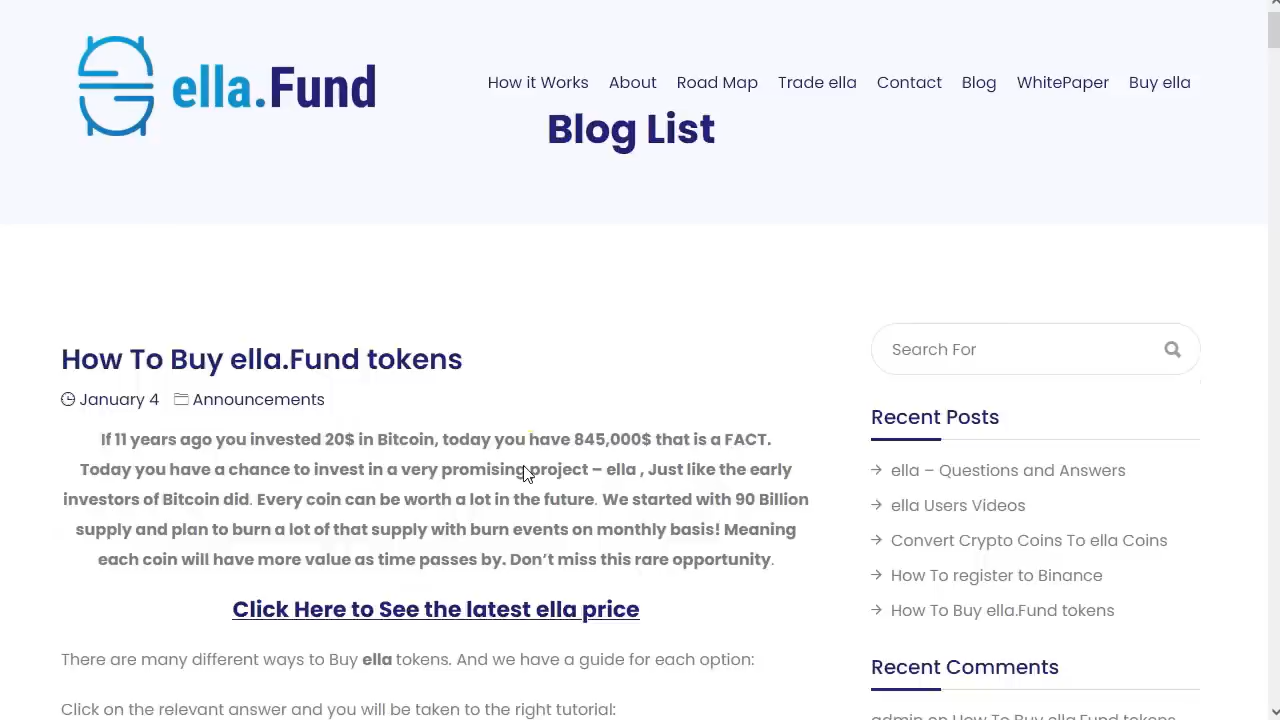 ella.Fund
How it Works About Road Map Trade ella Contact Blog WhitePaper Buy ella
Blog List
How To Buy ella.Fund tokens
January 4 Announcements
If 11 years ago you invested 20$ in Bitcoin, today you have 845,000$ that is a FACT.
Today you have a chance to invest in a very promising project – ella , Just like the early
investors of Bitcoin did. Every coin can be worth a lot in the future. We started with 90 Billion
supply and plan to burn a lot of that supply with burn events on monthly basis! Meaning
each coin will have more value as time passes by. Don’t miss this rare opportunity.
Click Here to See the latest ella price
There are many different ways to Buy ella tokens. And we have a guide for each option:
Click on the relevant answer and you will be taken to the right tutorial:
Search For
Recent Posts
ella – Questions and Answers
ella Users Videos
Convert Crypto Coins To ella Coins
How To register to Binance
How To Buy ella.Fund tokens
Recent Comments
admin on How To Buy ella.Fund tokens